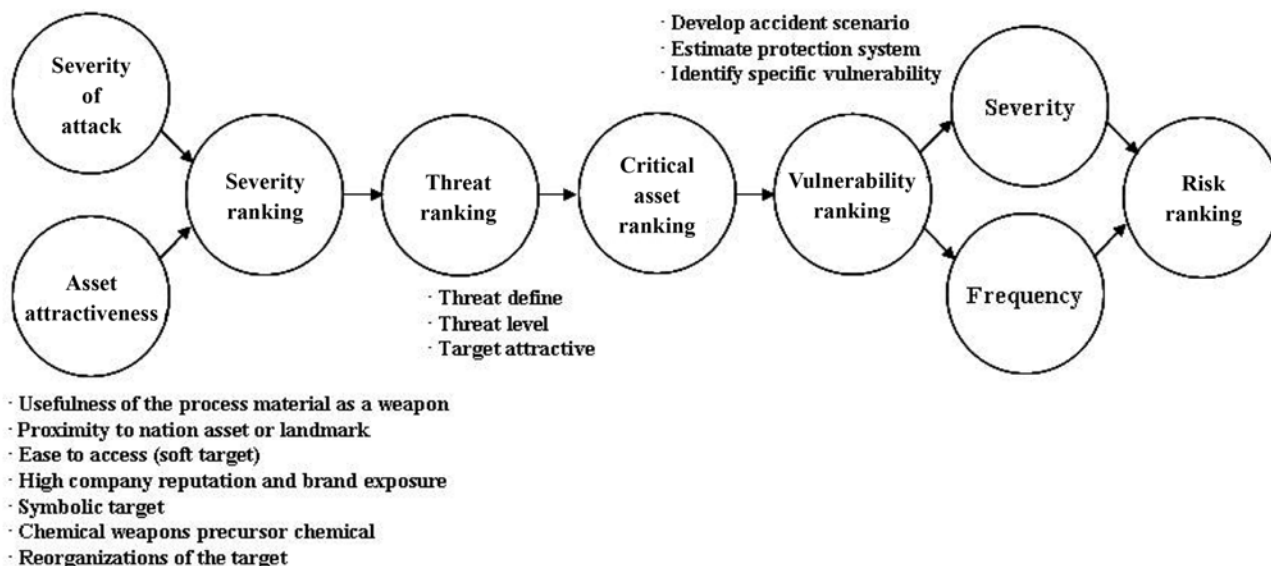 Severity
of
attack
Asset
attractiveness
· Usefulness of the process material as a weapon
· Proximity to nation asset or landmark
· Ease to access (soft target)
· High company reputation and brand exposure
· Symbolic target
· Chemical weapons precursor chemical
· Reorganizations of the target
Severity
ranking
Threat
ranking
· Threat define
· Threat level
· Target attractive
Critical
asset
ranking
Vulnerability
ranking
· Develop accident scenario
· Estimate protection system
· Identify specific vulnerability
Severity
Frequency
Risk
ranking